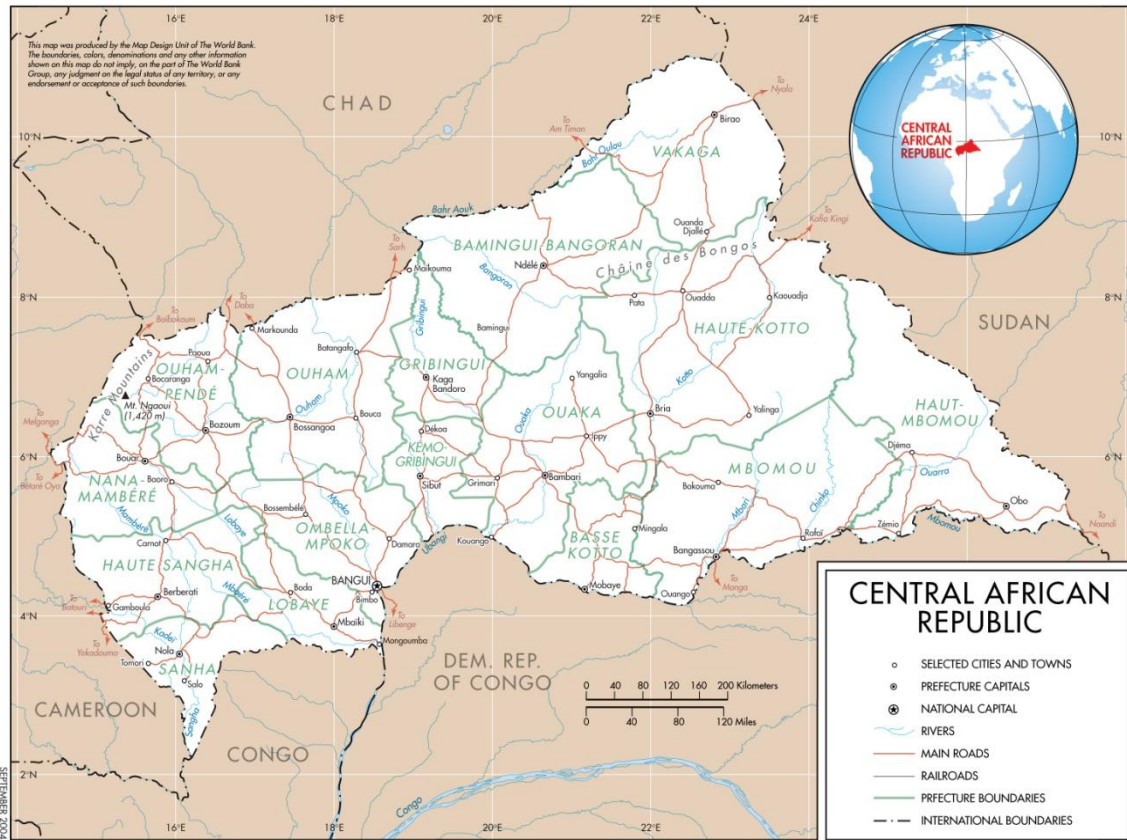 16°E
18°E
20°E
22°E
24°E
This map was produced by the Map Design Unit of The World Bank.
The boundaries, colors, denominations and any other information
shown on this map do not imply, on the part of The World Bank
Group, any judgment on the legal status of any territory, or any
endorsement or acceptance of such boundaries.
CHAD
To
Nyala
To
Am Timan
Birao
10°N
10°N
CENTRAL
AFRICAN
REPUBLIC
Bahr Oulou
VAKAGA
Bahr Aouk
Ouanda
Djallé
To
Kafia Kingi
To
Sarh
BAMINGUI-BANGORAN
Maïkouma
Ndélé
Chaîne des Bongos
Bangoran
8°N
8°N
Pata
Ouadda
Kaouadja
To
Doba
To
Baïbokoum
Markounda
Gribingui
Bamingui
HAUTE-KOTTO
SUDAN
Batangafo
Paoua
OUHAM-
PENDÉ
OUHAM
GRIBINGUI
Kaga
Bandoro
Yangalia
Kotto
Karre Mountains
Bocaranga
Mt. Ngaoui
(1,420 m)
Ouham
Bouca
Ouaka
OUAKA
Bria
Yalinga
HAUT-
MBOMOU
To
Meiganga
Bozoum
Bossangoa
Dékoa
Ippy
Djéma
6°N
6°N
Bouar
KÉMO-
GRIBINGUI
MBOMOU
Ouarra
To
Bétaré Oya
NANA-
MAMBÉRÉ
Baoro
Sibut
Grimari
Bambari
Bakouma
Chinko
Obo
Bossembélé
Mpoko
Mbari
Mambéré
Lobaye
OMBELLA-
MPOKO
Damara
Ubangi
Kouango
BASSE
KOTTO
Mingala
Rafaï
Zémio
Mbomou
To
Naandi
Carnot
HAUTE SANGHA
Bangassou
Berbérati
Mbéré
Boda
BANGUI
Bimbo
Mobaye
Ouango
To
Monga
To
Batouri
Gamboula
LOBAYE
4°N
Mbaïki
To
Libenge
To
Yokadouma
Kadeï
Nola
Mongoumba
Tomori
SANHA
Salo
DEM. REP.
OF CONGO
CAMEROON
Sangha
CONGO
Congo
2°N
0 40 80 120 160 200 Kilometers
0 40 80 120 Miles
CENTRAL AFRICAN
REPUBLIC
SELECTED CITIES AND TOWNS
PREFECTURE CAPITALS
NATIONAL CAPITAL
RIVERS
MAIN ROADS
RAILROADS
PRFECTURE BOUNDARIES
INTERNATIONAL BOUNDARIES
16°E
18°E
20°E
22°E
SEPTEMBER 2004